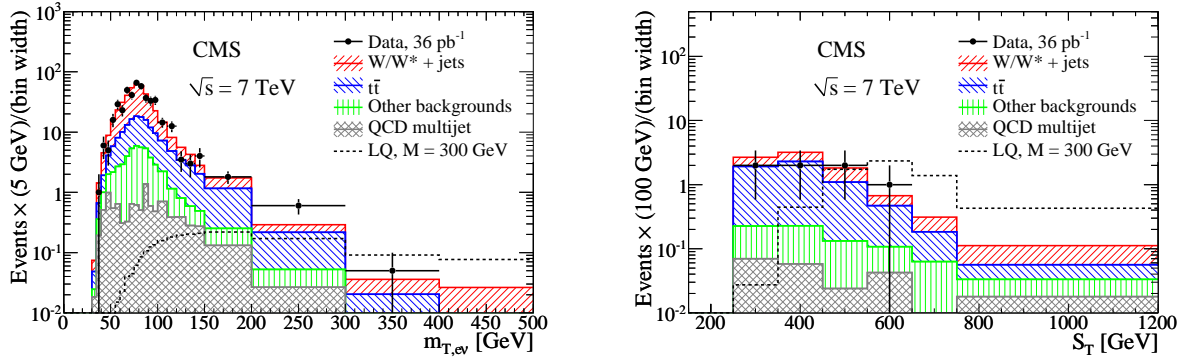 Events × (5 GeV)/(bin width)
10³
10²
10
1
10⁻¹
10⁻²
CMS
√s = 7 TeV
Data, 36 pb⁻¹
W/W* + jets
tt̄
Other backgrounds
QCD multijet
LQ, M = 300 GeV
0 50 100 150 200 250 300 350 400 450 500
m_T,eν [GeV]
Events × (100 GeV)/(bin width)
10²
10
1
10⁻¹
10⁻²
CMS
√s = 7 TeV
Data, 36 pb⁻¹
W/W* + jets
tt̄
Other backgrounds
QCD multijet
LQ, M = 300 GeV
200 400 600 800 1000 1200
S_T [GeV]